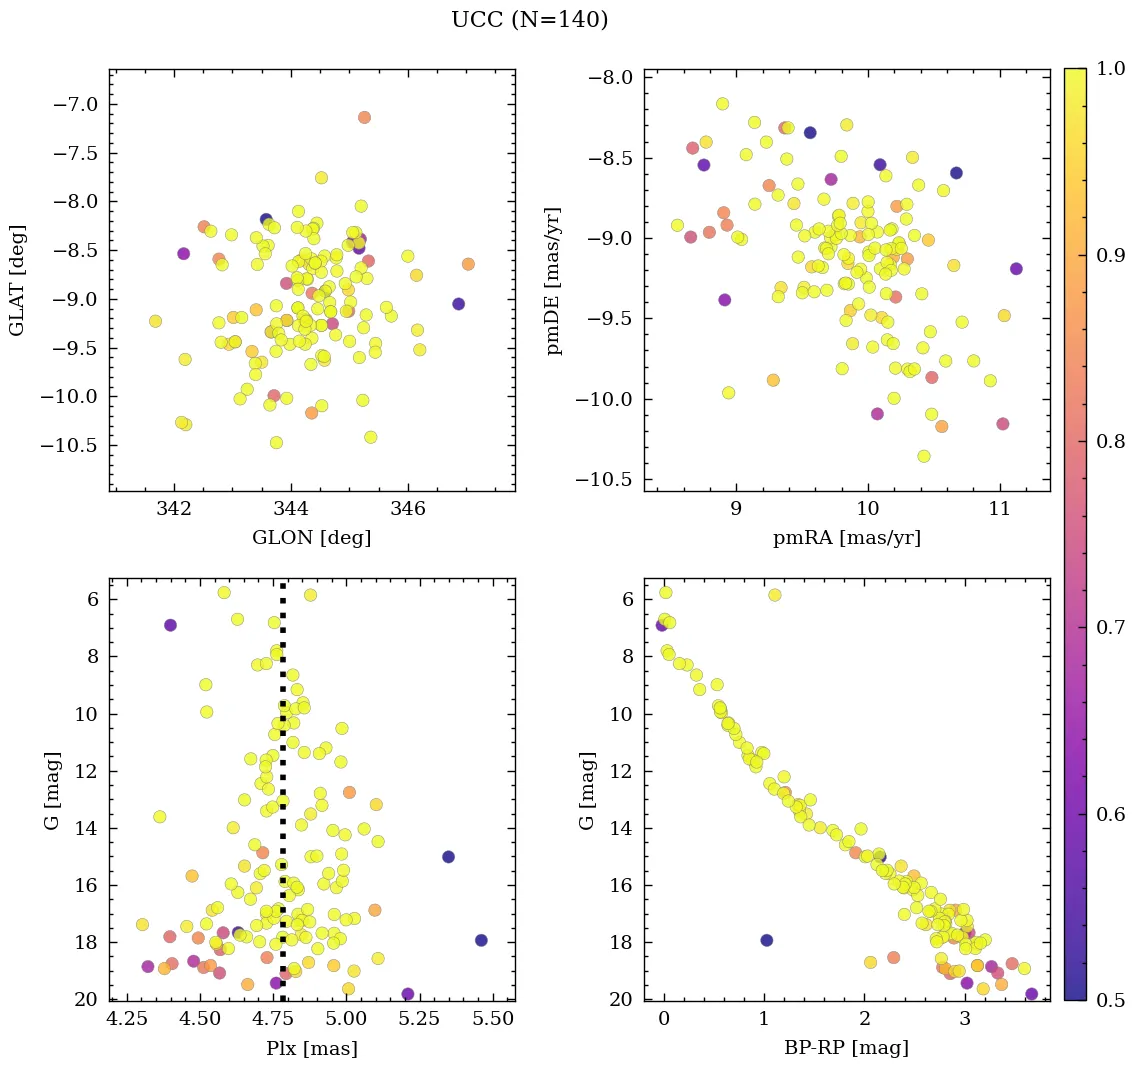 UCC (N=140)
−7.0
−7.5
−8.0
−8.5
−9.0
−9.5
−10.0
−10.5
GLAT [deg]
342 344 346
GLON [deg]
−8.0
−8.5
−9.0
−9.5
−10.0
−10.5
pmDE [mas/yr]
9 10 11
pmRA [mas/yr]
6
8
10
12
14
16
18
20
G [mag]
4.25 4.50 4.75 5.00 5.25 5.50
Plx [mas]
6
8
10
12
14
16
18
20
G [mag]
0 1 2 3
BP-RP [mag]
1.0
0.9
0.8
0.7
0.6
0.5